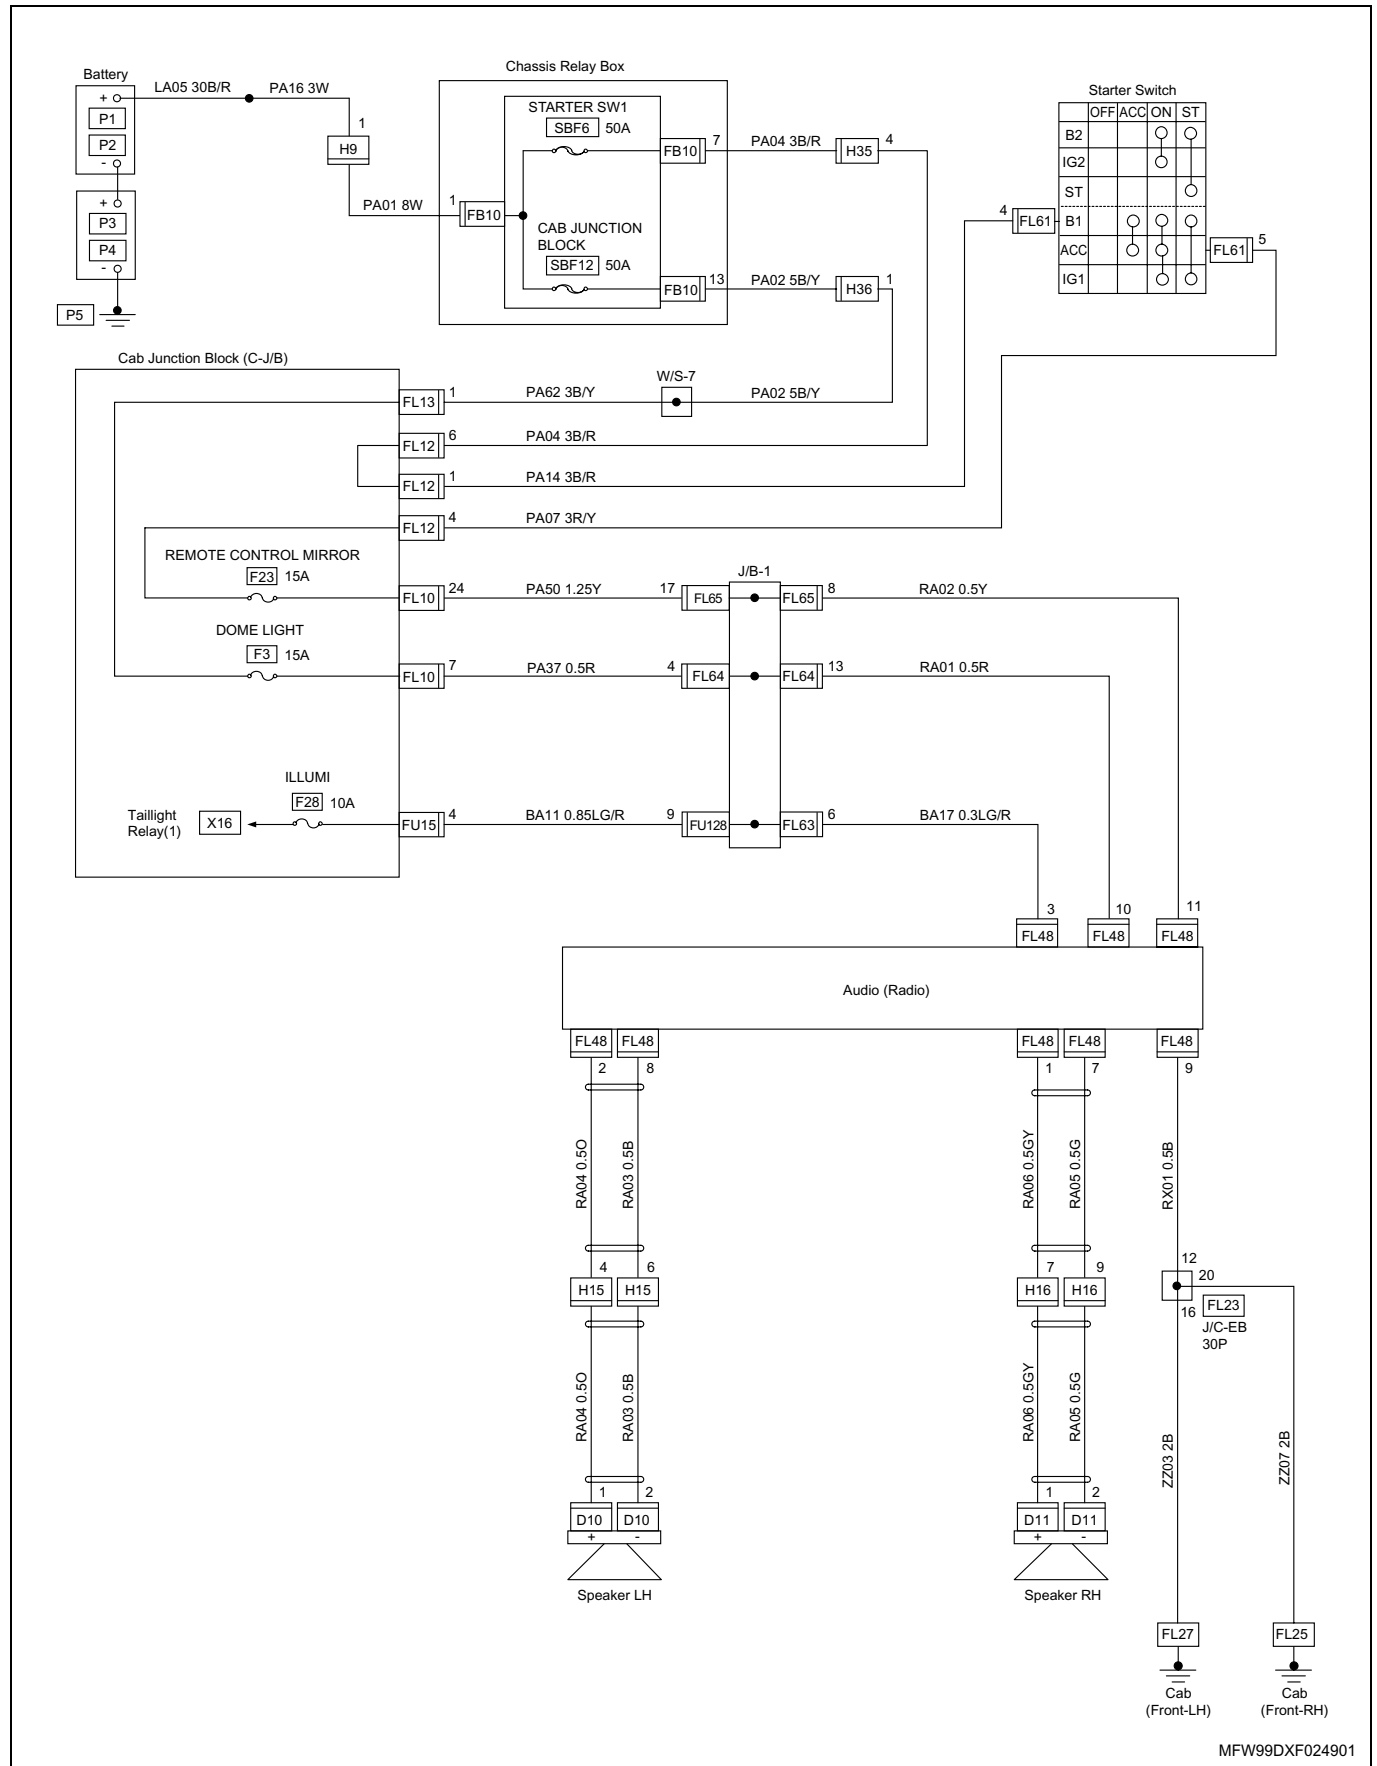 Chassis Relay Box
Battery
LA05 30B/R
PA16 3W
Starter Switch
+
P1
P2
-
+
P3
P4
-
P5
1
H9
PA01 8W
1
FB10
STARTER SW1
SBF6 50A
FB10
7
PA04 3B/R
H35
4
CAB JUNCTION
BLOCK
SBF12 50A
FB10
13
PA02 5B/Y
H36
1
OFF ACC ON ST
B2
IG2
ST
4
FL61
B1
ACC
FL61
5
IG1
Cab Junction Block (C-J/B)
W/S-7
FL13
1
PA62 3B/Y
PA02 5B/Y
FL12
6
PA04 3B/R
FL12
1
PA14 3B/R
FL12
4
PA07 3R/Y
REMOTE CONTROL MIRROR
F23 15A
J/B-1
FL10
24
PA50 1.25Y
17
FL65
FL65
8
RA02 0.5Y
DOME LIGHT
F3 15A
FL10
7
PA37 0.5R
4
FL64
FL64
13
RA01 0.5R
ILLUMI
F28 10A
Taillight
Relay(1)
X16
FU15
4
BA11 0.85LG/R
9
FU128
FL63
6
BA17 0.3LG/R
3
10
11
FL48
FL48
FL48
Audio (Radio)
FL48
FL48
FL48
FL48
FL48
2
8
1
7
9
RA04 0.5O
RA03 0.5B
RA06 0.5GY
RA05 0.5G
RX01 0.5B
4
6
7
9
12
H15
H15
H16
H16
20
16
FL23
J/C-EB
30P
RA04 0.5O
RA03 0.5B
RA06 0.5GY
RA05 0.5G
ZZ03 2B
ZZ07 2B
1
2
1
2
D10
D10
D11
D11
+
-
+
-
Speaker LH
Speaker RH
FL27
FL25
Cab
(Front-LH)
Cab
(Front-RH)
MFW99DXF024901